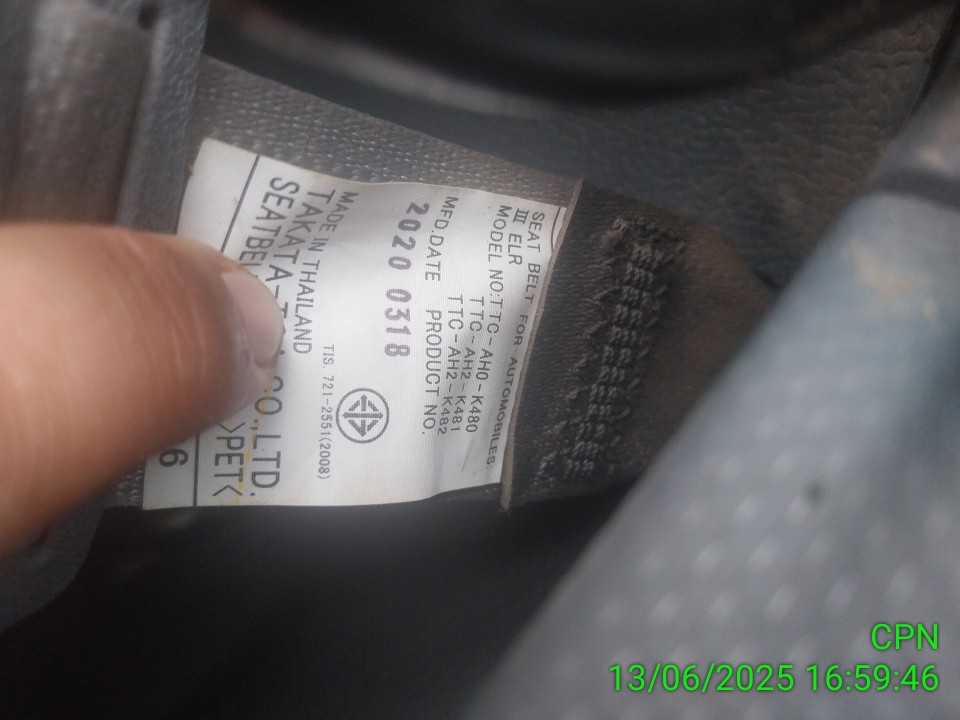 SEAT BELT FOR AUTOMOBILES.
III ELR
MODEL NO:TTC-AH0-K480
TTC-AH2-K481
TTC-AH2-K482
MFD.DATE PRODUCT NO.
2020 0318
TIS. 721-2551(2008)
MADE IN THAILAND
CO.,LTD.
>PET<
6
CPN
13/06/2025 16:59:46